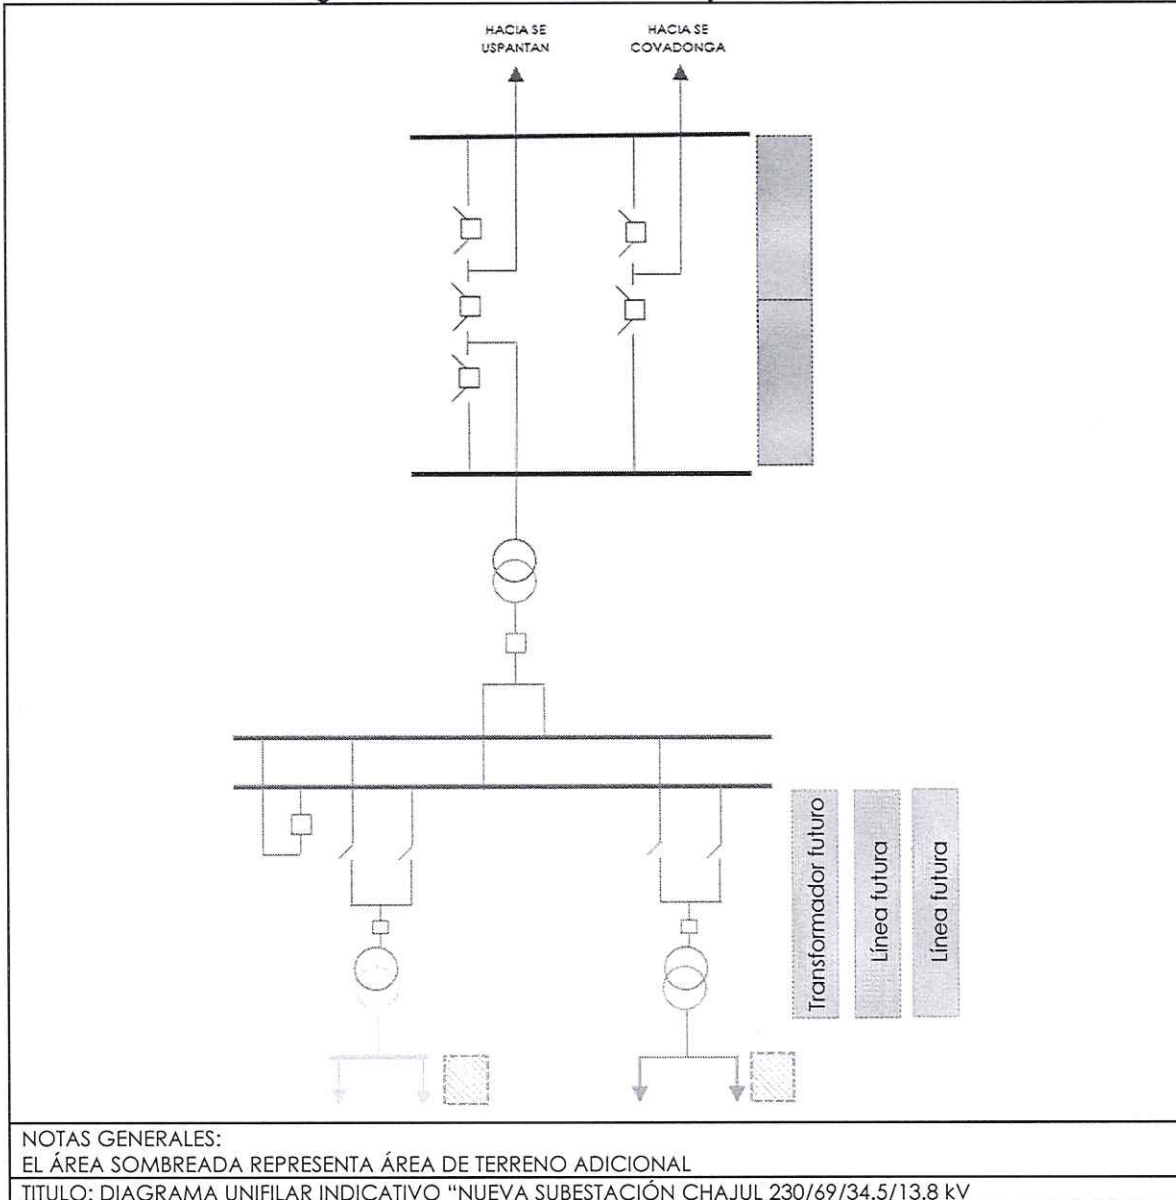 HACIA SE
USPANTAN
HACIA SE
COVADONGA
Transformador futuro
Línea futura
Línea futura
NOTAS GENERALES:
EL ÁREA SOMBREADA REPRESENTA ÁREA DE TERRENO ADICIONAL
TITULO: DIAGRAMA UNIFILAR INDICATIVO “NUEVA SUBESTACIÓN CHAJUL 230/69/34.5/13.8 kV